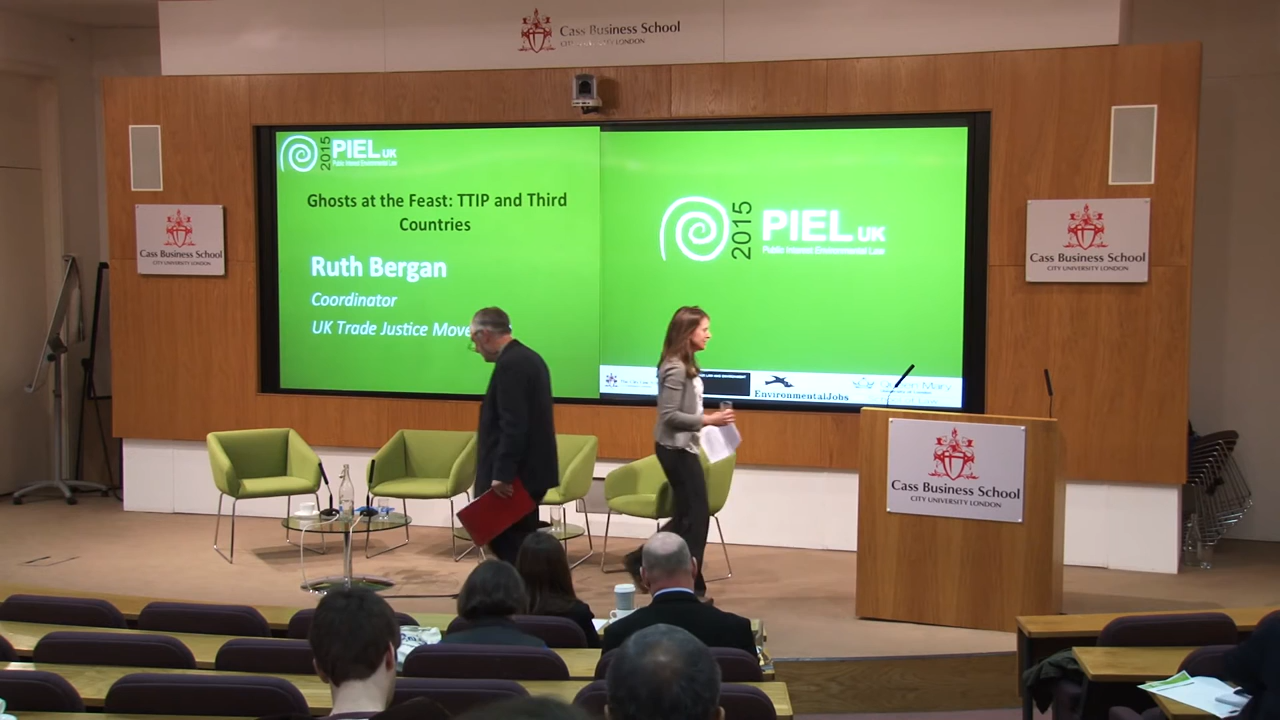 Cass Business School
CITY UNIVERSITY LONDON
2015
PIEL UK
Public Interest Environmental Law
Ghosts at the Feast: TTIP and Third
Countries
Ruth Bergan
Coordinator
UK Trade Justice Move
2015
PIEL UK
Public Interest Environmental Law
EnvironmentalJobs
Cass Business School
CITY UNIVERSITY LONDON
Cass Business School
CITY UNIVERSITY LONDON
Cass Business School
CITY UNIVERSITY LONDON